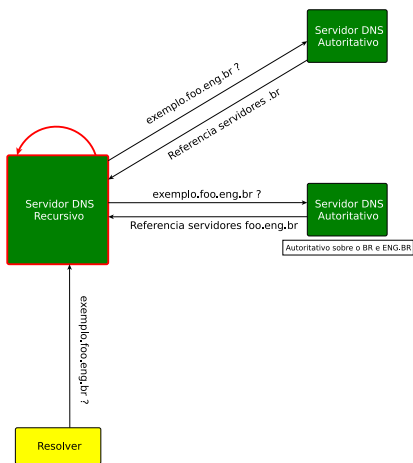 Servidor DNS
Autoritativo
exemplo.foo.eng.br ?
Referencia servidores .br
Servidor DNS
Recursivo
exemplo.foo.eng.br ?
Referencia servidores foo.eng.br
Servidor DNS
Autoritativo
Autoritativo sobre o BR e ENG.BR
exemplo.foo.eng.br ?
Resolver